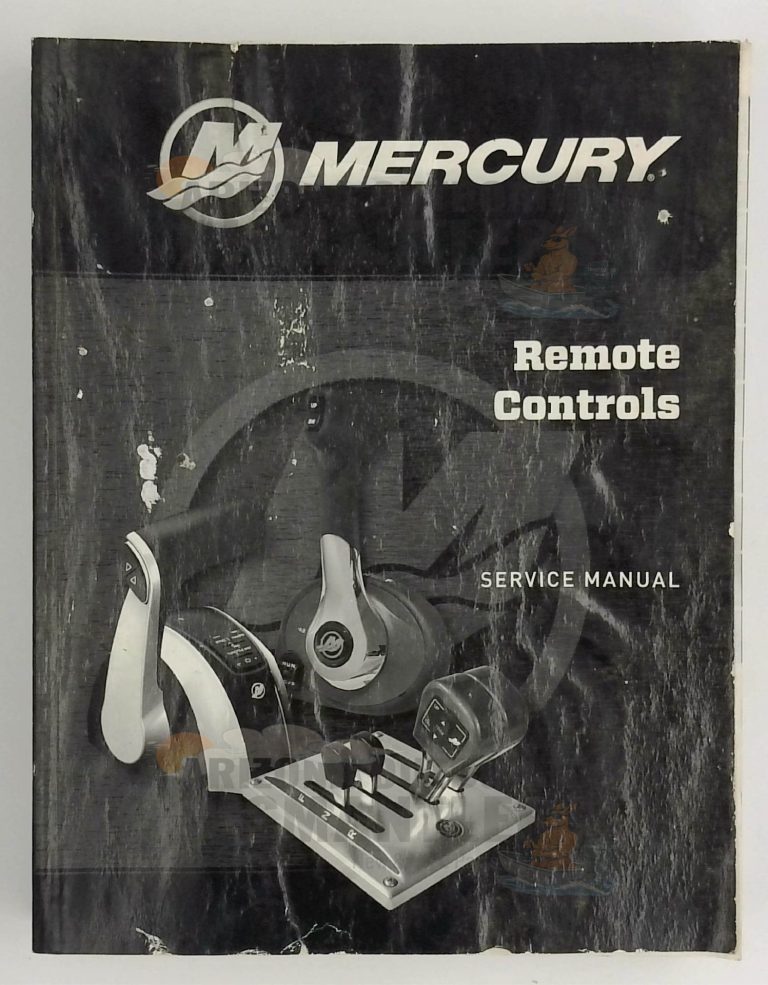 MERCURY
Remote
Controls
SERVICE MANUAL
F
N
R